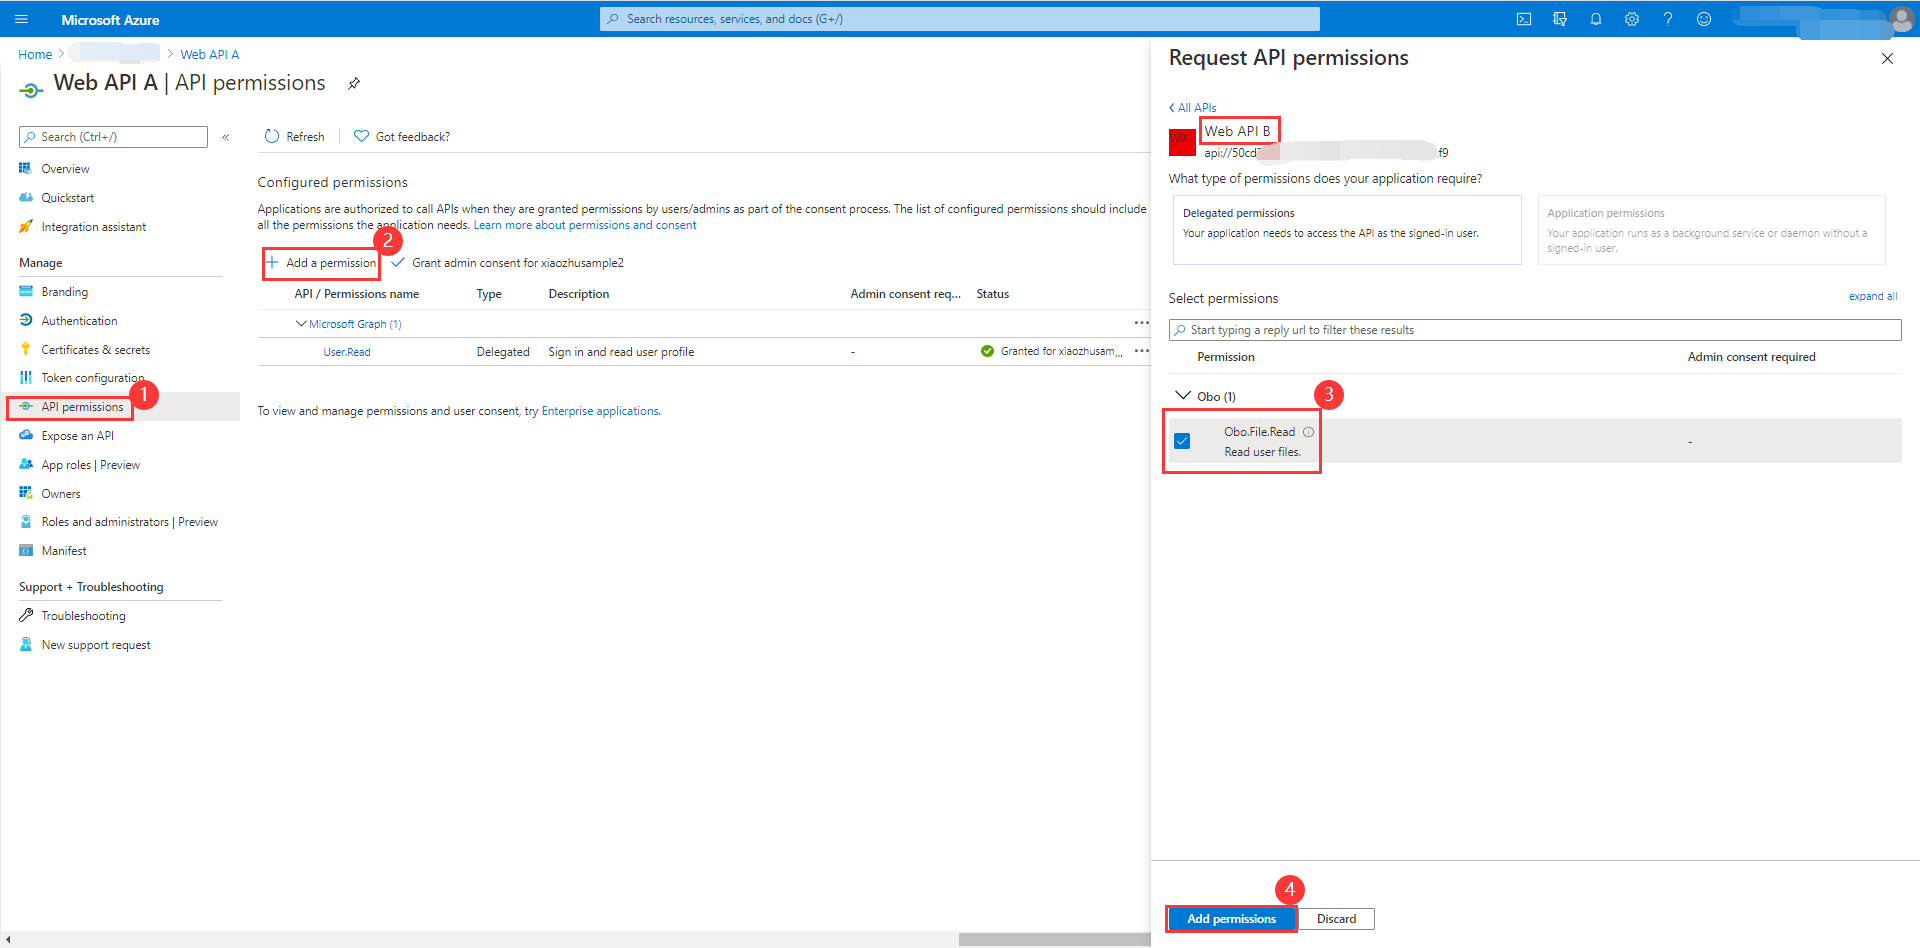 Microsoft Azure
Search resources, services, and docs (G+/)
Home
Web API A
Web API A | API permissions
Search (Ctrl+/)
Overview
Quickstart
Integration assistant
Manage
Branding
Authentication
Certificates & secrets
Token configuration
1
API permissions
Expose an API
App roles | Preview
Owners
Roles and administrators | Preview
Manifest
Support + Troubleshooting
Troubleshooting
New support request
Refresh
Got feedback?
Configured permissions
Applications are authorized to call APIs when they are granted permissions by users/admins as part of the consent process. The list of configured permissions should include
all the permissions the application needs. Learn more about permissions and consent
2
Add a permission
Grant admin consent for xiaozhusample2
API / Permissions name Type Description Admin consent req... Status
Microsoft Graph (1) ...
User.Read Delegated Sign in and read user profile - Granted for xiaozhusam... ...
To view and manage permissions and user consent, try Enterprise applications.
Request API permissions
All APIs
WA
Web API B
api://50cd
f9
What type of permissions does your application require?
Delegated permissions
Your application needs to access the API as the signed-in user.
Application permissions
Your application runs as a background service or daemon without a
signed-in user.
Select permissions
expand all
Start typing a reply url to filter these results
Permission Admin consent required
Obo (1)
3
Obo.File.Read
Read user files.
-
4
Add permissions
Discard